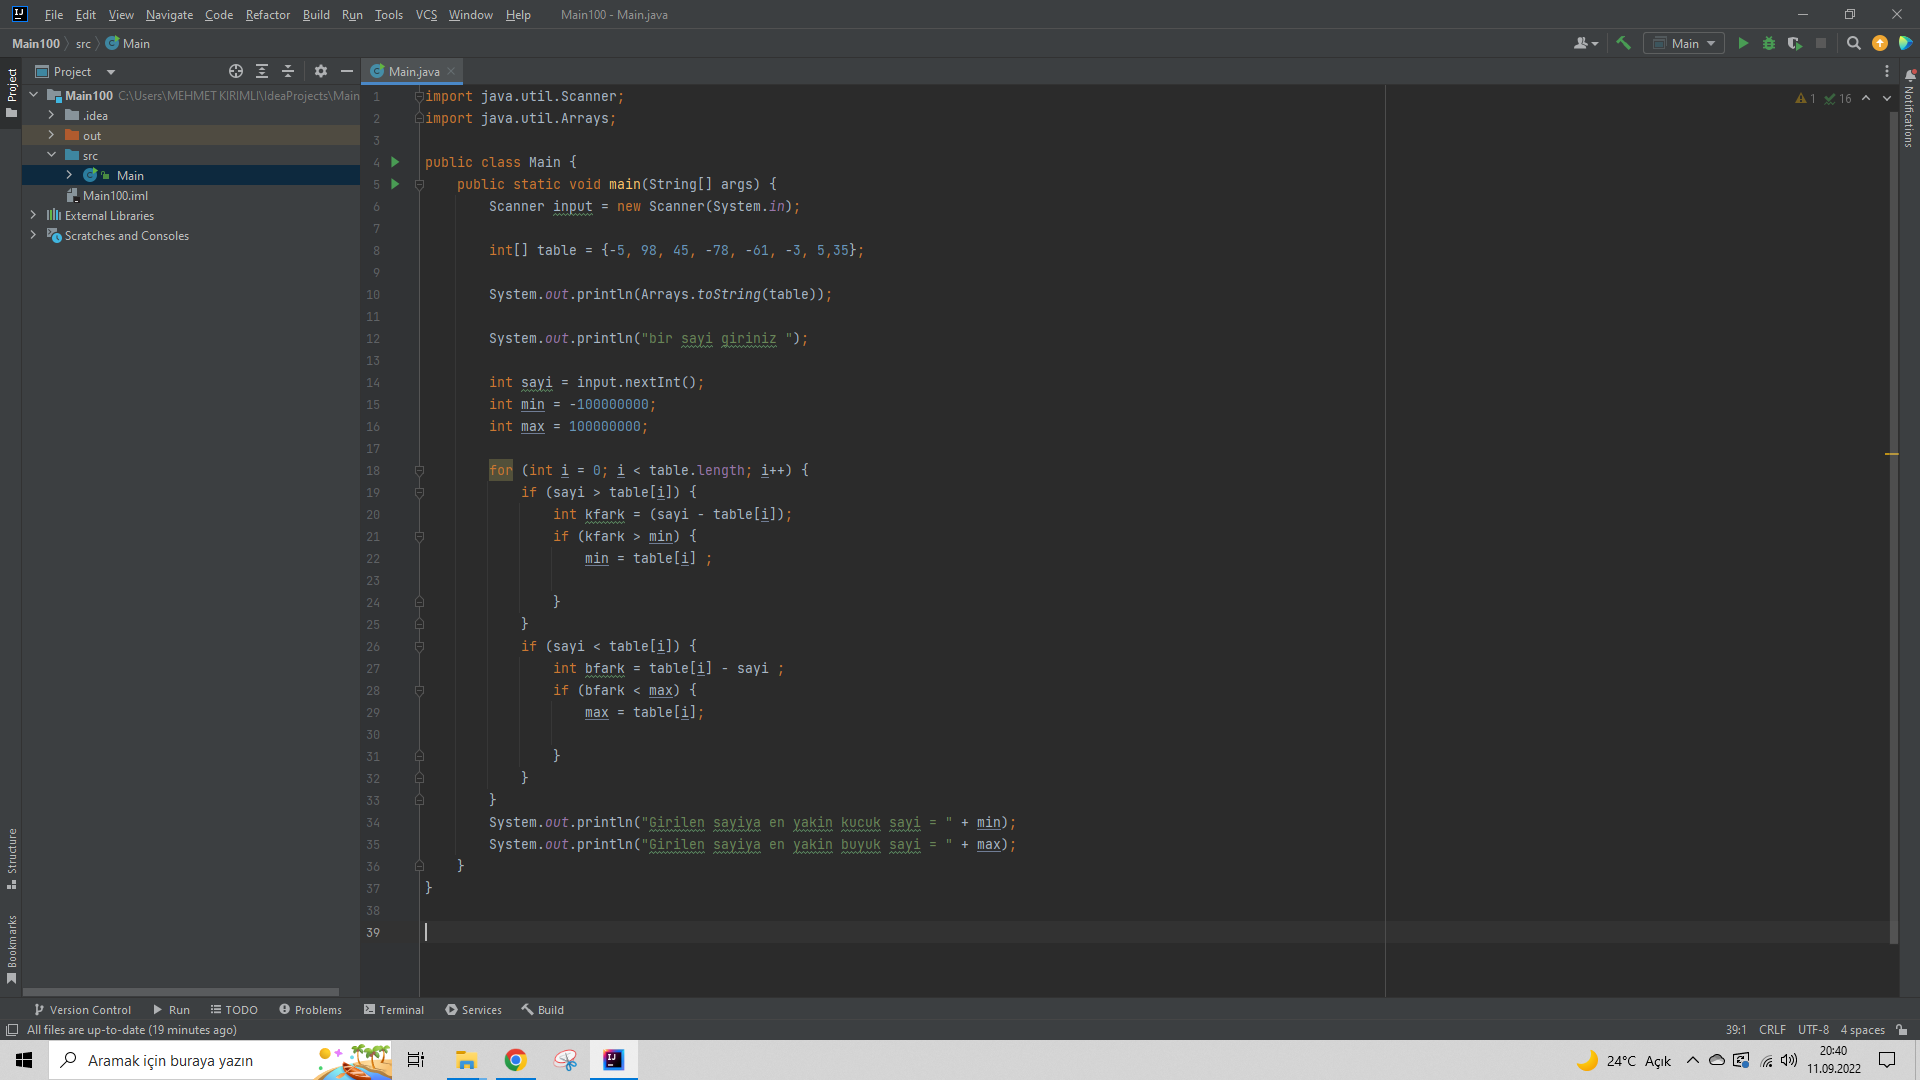 File Edit View Navigate Code Refactor Build Run Tools VCS Window Help Main100 - Main.java
Main100 src Main
Main
Project
Main.java
Project
Main100 C:\Users\MEHMET KIRIMLI\IdeaProjects\Main
.idea
out
src
Main
Main100.iml
External Libraries
Scratches and Consoles
Structure
Bookmarks
Notifications
1 16
1 import java.util.Scanner;
2 import java.util.Arrays;
3
4 public class Main {
5 public static void main(String[] args) {
6 Scanner input = new Scanner(System.in);
7
8 int[] table = {-5, 98, 45, -78, -61, -3, 5,35};
9
10 System.out.println(Arrays.toString(table));
11
12 System.out.println("bir sayi giriniz ");
13
14 int sayi = input.nextInt();
15 int min = -100000000;
16 int max = 100000000;
17
18 for (int i = 0; i < table.length; i++) {
19 if (sayi > table[i]) {
20 int kfark = (sayi - table[i]);
21 if (kfark > min) {
22 min = table[i] ;
23
24 }
25 }
26 if (sayi < table[i]) {
27 int bfark = table[i] - sayi ;
28 if (bfark < max) {
29 max = table[i];
30
31 }
32 }
33 }
34 System.out.println("Girilen sayiya en yakin kucuk sayi = " + min);
35 System.out.println("Girilen sayiya en yakin buyuk sayi = " + max);
36 }
37 }
38
39
Version Control Run TODO Problems Terminal Services Build
All files are up-to-date (19 minutes ago)
39:1 CRLF UTF-8 4 spaces
Aramak için buraya yazın
24°C Açık
20:40
11.09.2022